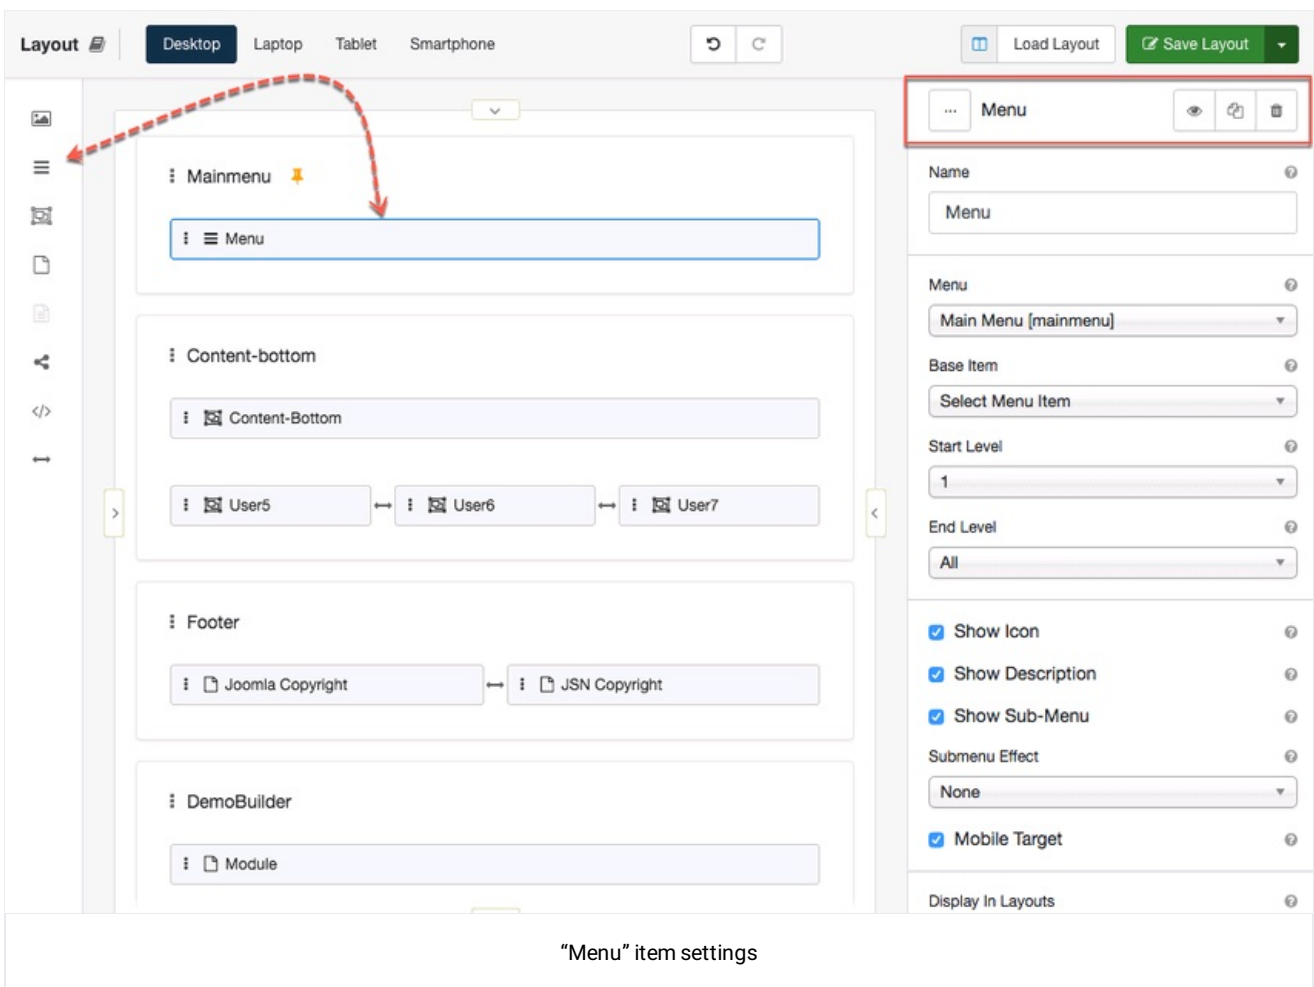 Layout Desktop Laptop Tablet Smartphone Load Layout Save Layout
Mainmenu
Menu
Content-bottom
Content-Bottom
User5 User6 User7
Footer
Joomla Copyright JSN Copyright
DemoBuilder
Module
... Menu
Name
Menu
Menu
Main Menu [mainmenu]
Base Item
Select Menu Item
Start Level
1
End Level
All
Show Icon
Show Description
Show Sub-Menu
Submenu Effect
None
Mobile Target
Display In Layouts
“Menu” item settings